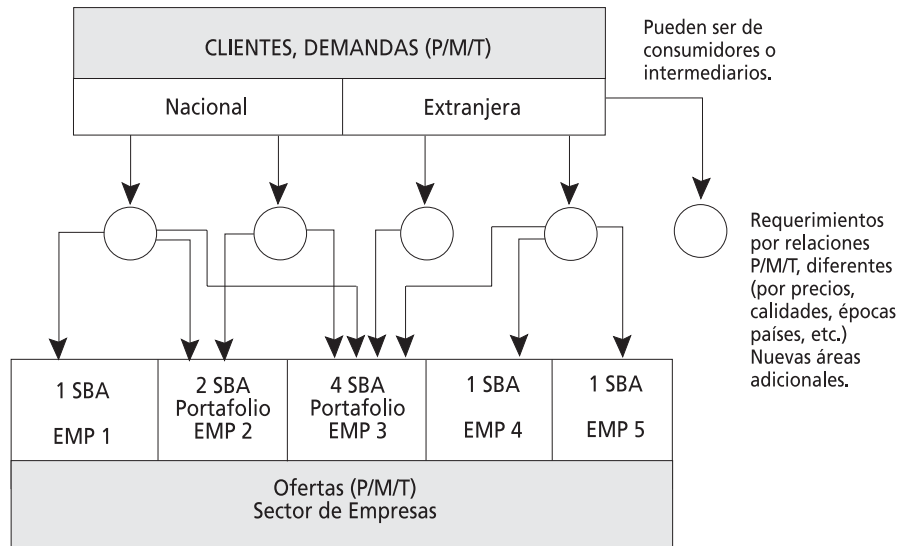 CLIENTES, DEMANDAS (P/M/T)
Nacional
Extranjera
Pueden ser de
consumidores o
intermediarios.
Requerimientos
por relaciones
P/M/T, diferentes
(por precios,
calidades, épocas
países, etc.)
Nuevas áreas
adicionales.
1 SBA
EMP 1
2 SBA
Portafolio
EMP 2
4 SBA
Portafolio
EMP 3
1 SBA
EMP 4
1 SBA
EMP 5
Ofertas (P/M/T)
Sector de Empresas